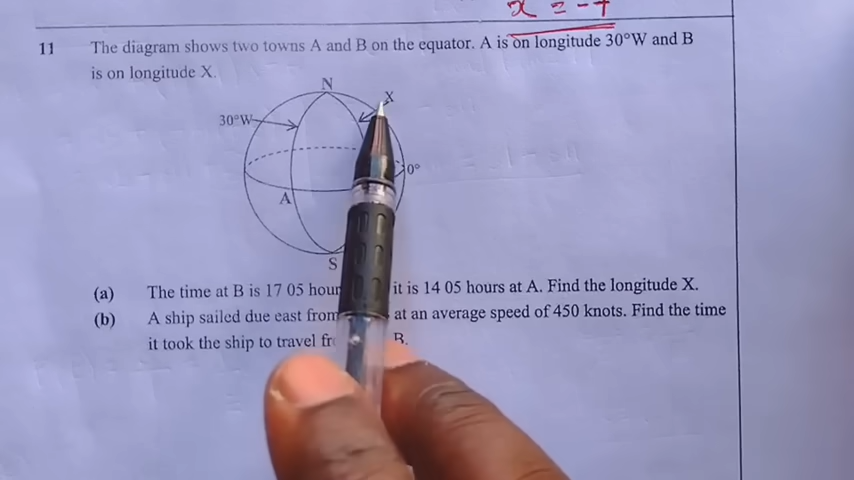 x = -7
11 The diagram shows two towns A and B on the equator. A is on longitude 30°W and B
is on longitude X.
N
X
30°W
0°
A
S
(a) The time at B is 17 05 hour it is 14 05 hours at A. Find the longitude X.
(b) A ship sailed due east from at an average speed of 450 knots. Find the time
it took the ship to travel B.